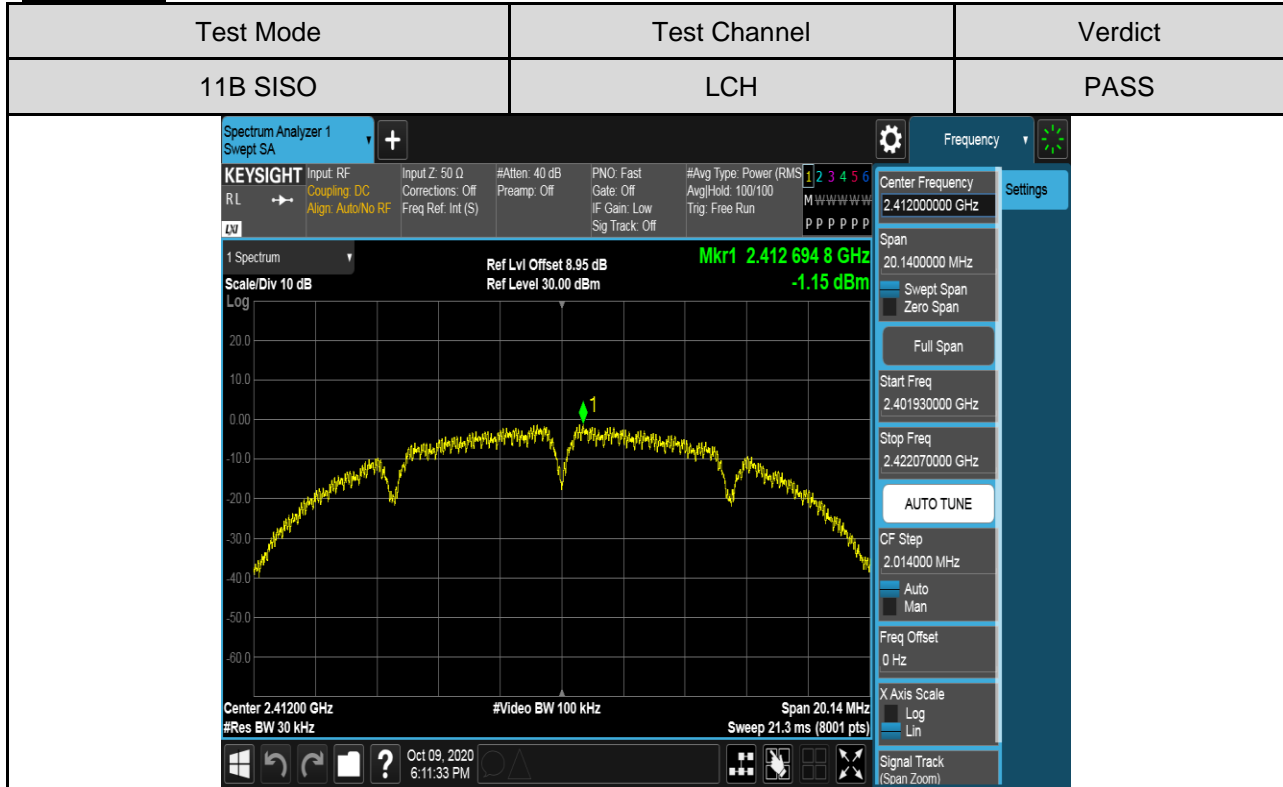 Test Mode Test Channel Verdict
11B SISO LCH PASS
Spectrum Analyzer 1
Swept SA
+
Frequency
KEYSIGHT
RL
LXI
Input: RF
Coupling: DC
Align: Auto/No RF
Input Z: 50 Ω
Corrections: Off
Freq Ref: Int (S)
#Atten: 40 dB
Preamp: Off
PNO: Fast
Gate: Off
IF Gain: Low
Sig Track: Off
#Avg Type: Power (RMS
Avg|Hold: 100/100
Trig: Free Run
1 2 3 4 5 6
M W W W W W
P P P P P P
1 Spectrum
Scale/Div 10 dB
Ref Lvl Offset 8.95 dB
Ref Level 30.00 dBm
Mkr1 2.412 694 8 GHz
-1.15 dBm
Log
20.0
10.0
0.00
-10.0
-20.0
-30.0
-40.0
-50.0
-60.0
1
Center 2.41200 GHz
#Res BW 30 kHz
#Video BW 100 kHz
Span 20.14 MHz
Sweep 21.3 ms (8001 pts)
Center Frequency
2.412000000 GHz
Settings
Span
20.1400000 MHz
Swept Span
Zero Span
Full Span
Start Freq
2.401930000 GHz
Stop Freq
2.422070000 GHz
AUTO TUNE
CF Step
2.014000 MHz
Auto
Man
Freq Offset
0 Hz
X Axis Scale
Log
Lin
Signal Track
(Span Zoom)
?
Oct 09, 2020
6:11:33 PM